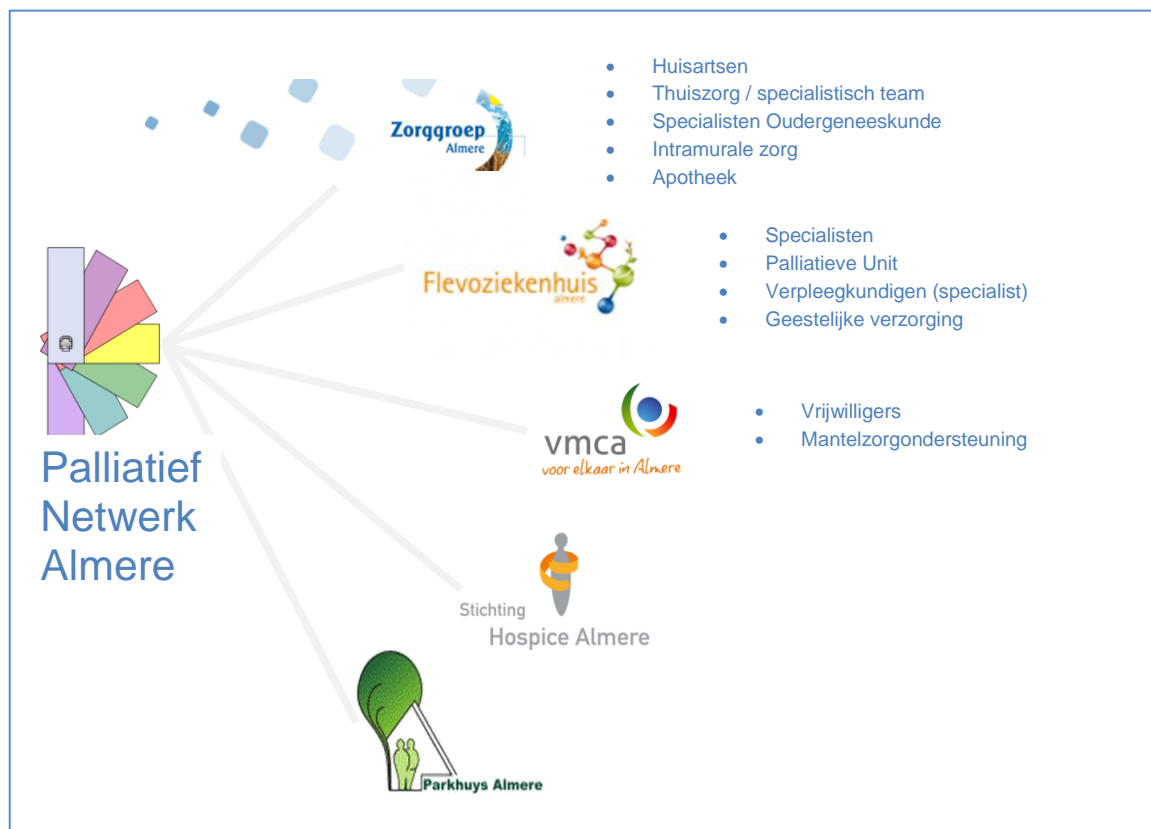 Zorggroep
Almere
Huisartsen
Thuiszorg / specialistisch team
Specialisten Oudergeneeskunde
Intramurale zorg
Apotheek
Flevoziekenhuis
almere
Specialisten
Palliatieve Unit
Verpleegkundigen (specialist)
Geestelijke verzorging
vmca
voor elkaar in Almere
Vrijwilligers
Mantelzorgondersteuning
Palliatief
Netwerk
Almere
Stichting
Hospice Almere
Parkhuys Almere